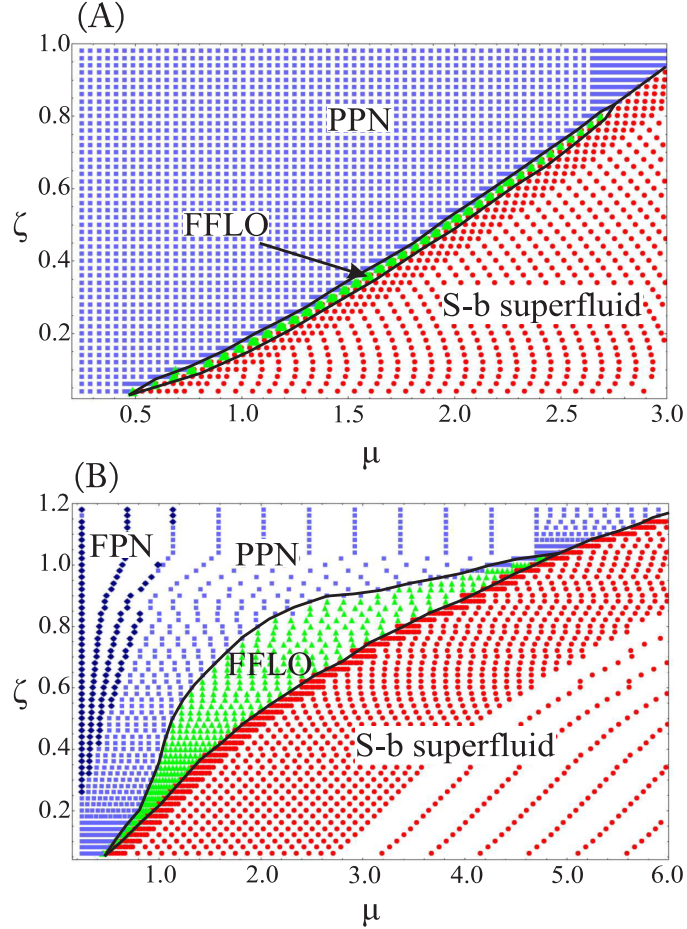 (A)
1.0
0.8
PPN
0.6
ζ
FFLO
0.4
S-b superfluid
0.2
0.5 1.0 1.5 2.0 2.5 3.0
μ
(B)
1.2
FPN PPN
1.0
0.8
ζ
FFLO
0.6
S-b superfluid
0.4
0.2
1.0 2.0 3.0 4.0 5.0 6.0
μ